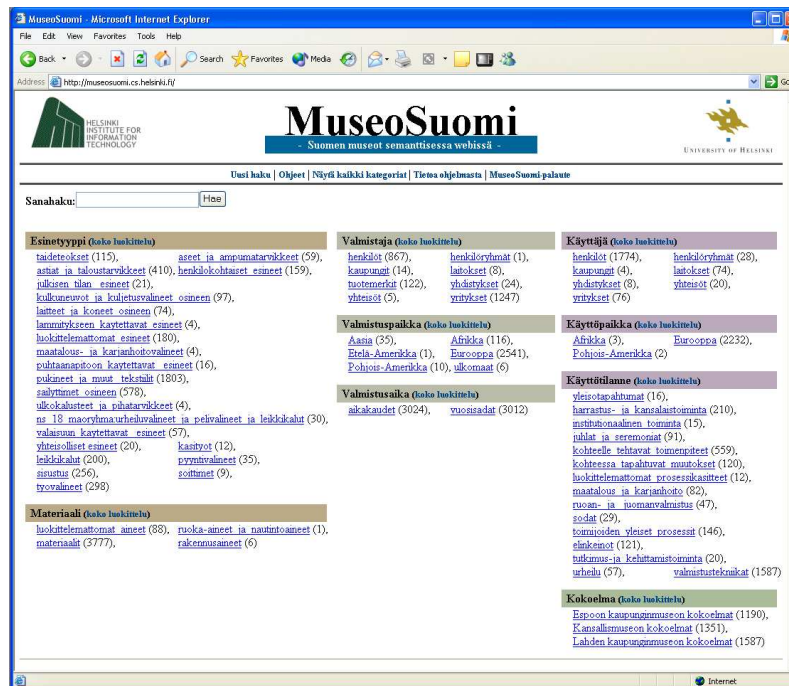 MuseoSuomi - Microsoft Internet Explorer
File Edit View Favorites Tools Help
Back Search Favorites Media
Address http://museosuomi.cs.helsinki.fi/ Go
HELSINKI
INSTITUTE FOR
INFORMATION
TECHNOLOGY
MuseoSuomi
- Suomen museot semanttisessa webissä -
UNIVERSITY OF HELSINKI
Uusi haku | Ohjeet | Näytä kaikki kategoriat | Tietoa ohjelmasta | MuseoSuomi-palaute
Sanahaku: Hae
Esinetyyppi (koko luokittelu)
taideteokset (115), aseet ja ampumatarvikkeet (59),
astiat ja taloustarvikkeet (410), henkilokohtaiset esineet (159),
julkisen tilan esineet (21),
kulkuneuvot ja kuljetusvalineet osineen (97),
laitteet ja koneet osineen (74),
lammitykseen kaytettavat esineet (4),
luokittelemattomat esineet (180),
maatalous- ja karjanhoitovalineet (4),
puhtaanapitoon kaytettavat esineet (16),
pukineet ja muut tekstiilit (1803),
sailyttimet osineen (578),
ulkokalusteet ja pihatarvikkeet (4),
ns 18 maoryhma:urheiluvalineet ja pelivalineet ja leikkikalut (30),
valaisuun kaytettavat esineet (57),
yhteisolliset esineet (20), kasityot (12),
leikkikalut (200), pyyntivalineet (35),
sisustus (256), soittimet (9),
tyovalineet (298)
Materiaali (koko luokittelu)
luokittelemattomat aineet (88), ruoka-aineet ja nautintoaineet (1),
materiaalit (3777), rakennusaineet (6)
Valmistaja (koko luokittelu)
henkilöt (867), henkilöryhmät (1),
kaupungit (14), laitokset (8),
tuotemerkit (122), yhdistykset (24),
yhteisöt (5), yritykset (1247)
Valmistuspaikka (koko luokittelu)
Aasia (35), Afrikka (116),
Etelä-Amerikka (1), Eurooppa (2541),
Pohjois-Amerikka (10), ulkomaat (6)
Valmistusaika (koko luokittelu)
aikakaudet (3024), vuosisadat (3012)
Käyttäjä (koko luokittelu)
henkilöt (1774), henkilöryhmät (28),
kaupungit (4), laitokset (74),
yhdistykset (8), yhteisöt (20),
yritykset (76)
Käyttöpaikka (koko luokittelu)
Afrikka (3), Eurooppa (2232),
Pohjois-Amerikka (2)
Käyttötilanne (koko luokittelu)
yleisotapahtumat (16),
harrastus- ja kansalaistoiminta (210),
institutionaalinen toiminta (15),
juhlat ja seremoniat (91),
kohteelle tehtavat toimenpiteet (559),
kohteessa tapahtuvat muutokset (120),
luokittelemattomat prosessikasitteet (12),
maatalous ja karjanhoito (82),
ruoan- ja juomanvalmistus (47),
sodat (29),
toimijoiden yleiset prosessit (146),
elinkeinot (121),
tutkimus-ja kehittamistoiminta (20),
urheilu (57), valmistustekniikat (1587)
Kokoelma (koko luokittelu)
Espoon kaupunginmuseon kokoelmat (1190),
Kansallismuseon kokoelmat (1351),
Lahden kaupunginmuseon kokoelmat (1587)
Internet